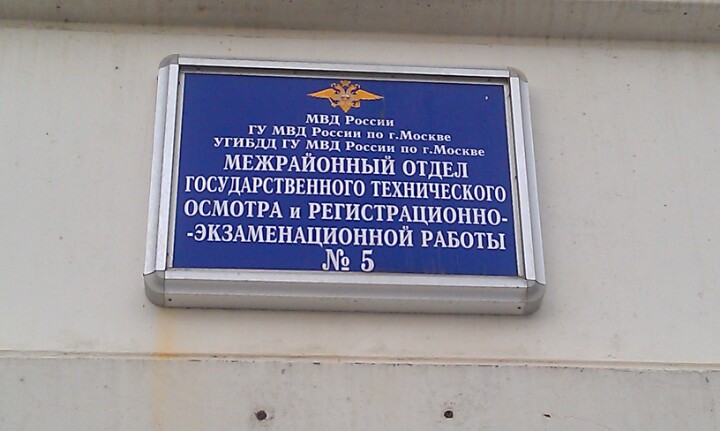 МВД России
ГУ МВД России по г.Москве
УГИБДД ГУ МВД России по г.Москве
МЕЖРАЙОННЫЙ ОТДЕЛ
ГОСУДАРСТВЕННОГО ТЕХНИЧЕСКОГО
ОСМОТРА и РЕГИСТРАЦИОННО-
-ЭКЗАМЕНАЦИОННОЙ РАБОТЫ
№ 5